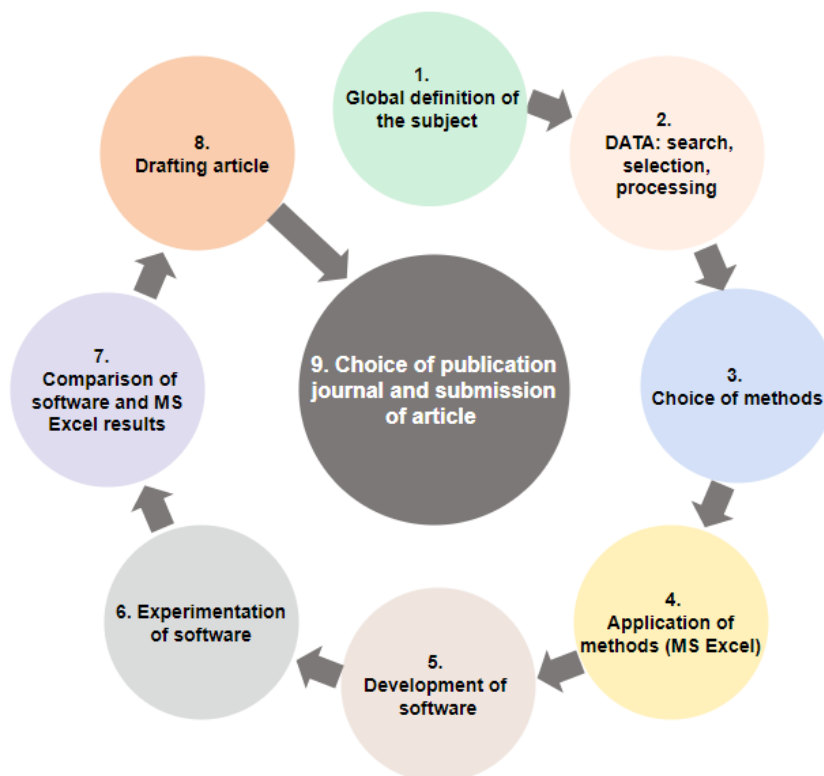 1.
Global definition of
the subject
2.
DATA: search,
selection,
processing
3.
Choice of methods
4.
Application of
methods (MS Excel)
5.
Development of
software
6. Experimentation
of software
7.
Comparison of
software and MS
Excel results
8.
Drafting article
9. Choice of publication
journal and submission
of article